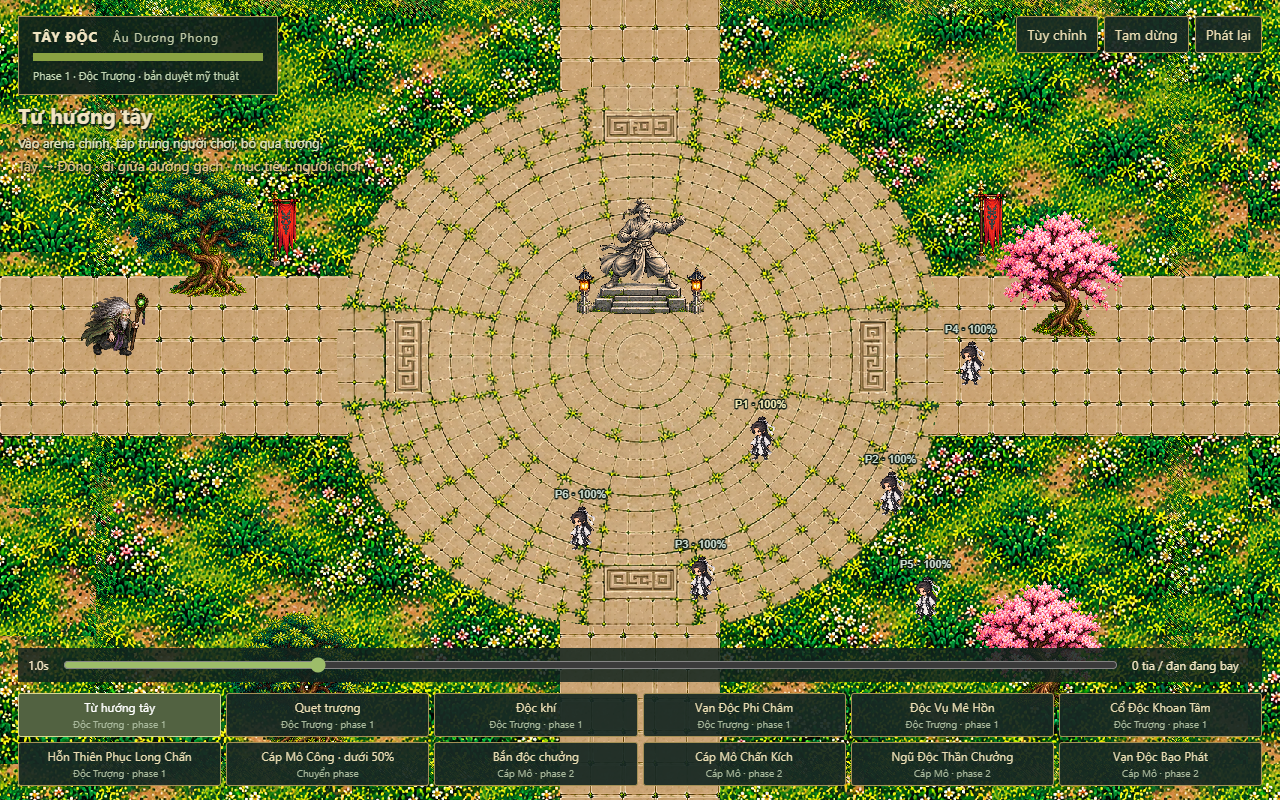 TÂY ĐỘC Âu Dương Phong
Phase 1 · Độc Trượng · bản duyệt mỹ thuật
Tùy chỉnh
Tạm dừng
Phát lại
Từ hướng tây
Vào arena chính, tập trung người chơi, bỏ qua tượng.
Tây → Đông · đi giữa đường gạch · mục tiêu người chơi
P4 · 100%
P1 · 100%
P2 · 100%
P6 · 100%
P3 · 100%
P5 · 100%
1.0s
0 tia / đạn đang bay
Từ hướng tây
Độc Trượng · phase 1
Quẹt trượng
Độc Trượng · phase 1
Độc khí
Độc Trượng · phase 1
Vạn Độc Phi Châm
Độc Trượng · phase 1
Độc Vụ Mê Hồn
Độc Trượng · phase 1
Cổ Độc Khoan Tâm
Độc Trượng · phase 1
Hỗn Thiên Phục Long Chấn
Độc Trượng · phase 1
Cáp Mô Công · dưới 50%
Chuyển phase
Bắn độc chưởng
Cáp Mô · phase 2
Cáp Mô Chấn Kích
Cáp Mô · phase 2
Ngũ Độc Thần Chưởng
Cáp Mô · phase 2
Vạn Độc Bạo Phát
Cáp Mô · phase 2